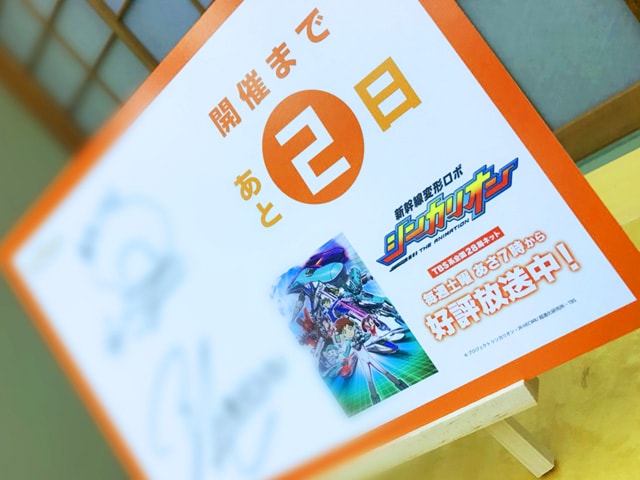 開催まで
あと2日
新幹線変形ロボ
シンカリオン
THE ANIMATION
TBS系全国28局ネット
毎週土曜 あさ7時から
好評放送中!